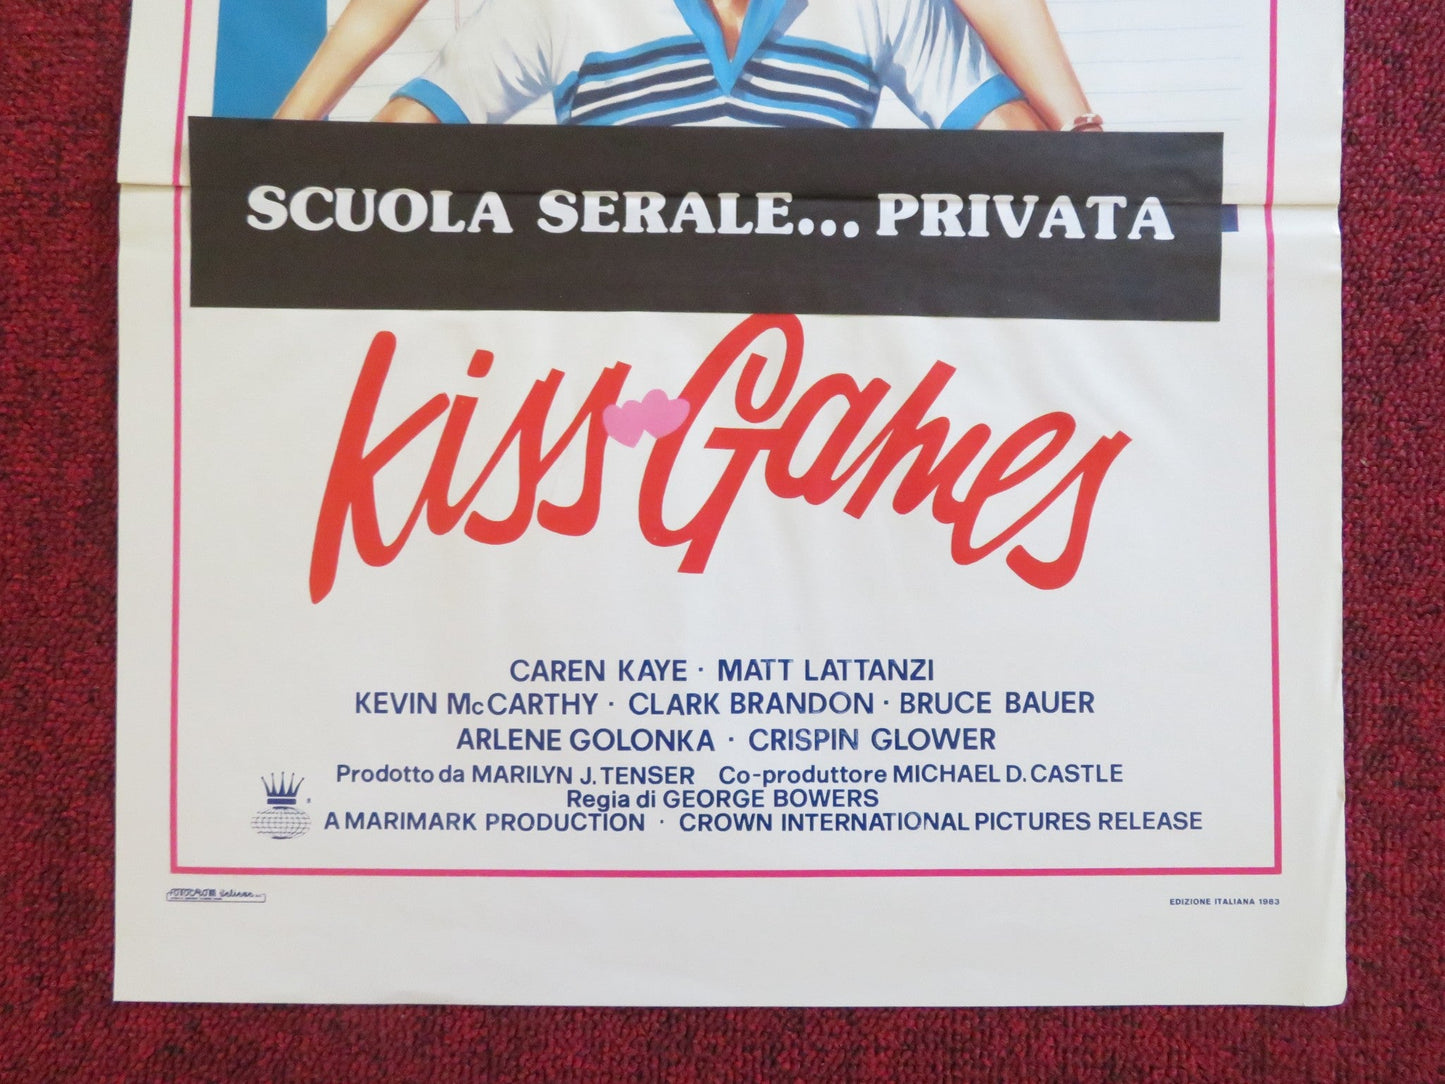 SCUOLA SERALE... PRIVATA
Kiss Games
CAREN KAYE · MATT LATTANZI
KEVIN McCARTHY · CLARK BRANDON · BRUCE BAUER
ARLENE GOLONKA · CRISPIN GLOWER
Prodotto da MARILYN J. TENSER Co-produttore MICHAEL D. CASTLE
Regia di GEORGE BOWERS
A MARIMARK PRODUCTION · CROWN INTERNATIONAL PICTURES RELEASE
EDIZIONE ITALIANA 1983